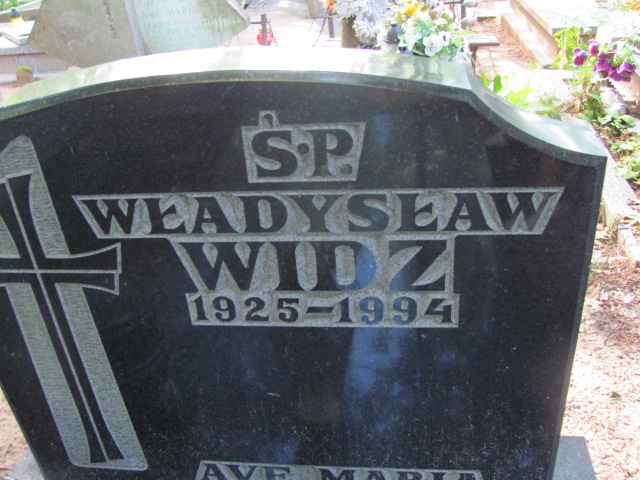 Ś.P.
WŁADYSŁAW
WIDZ
1925-1994
AVE MARIA